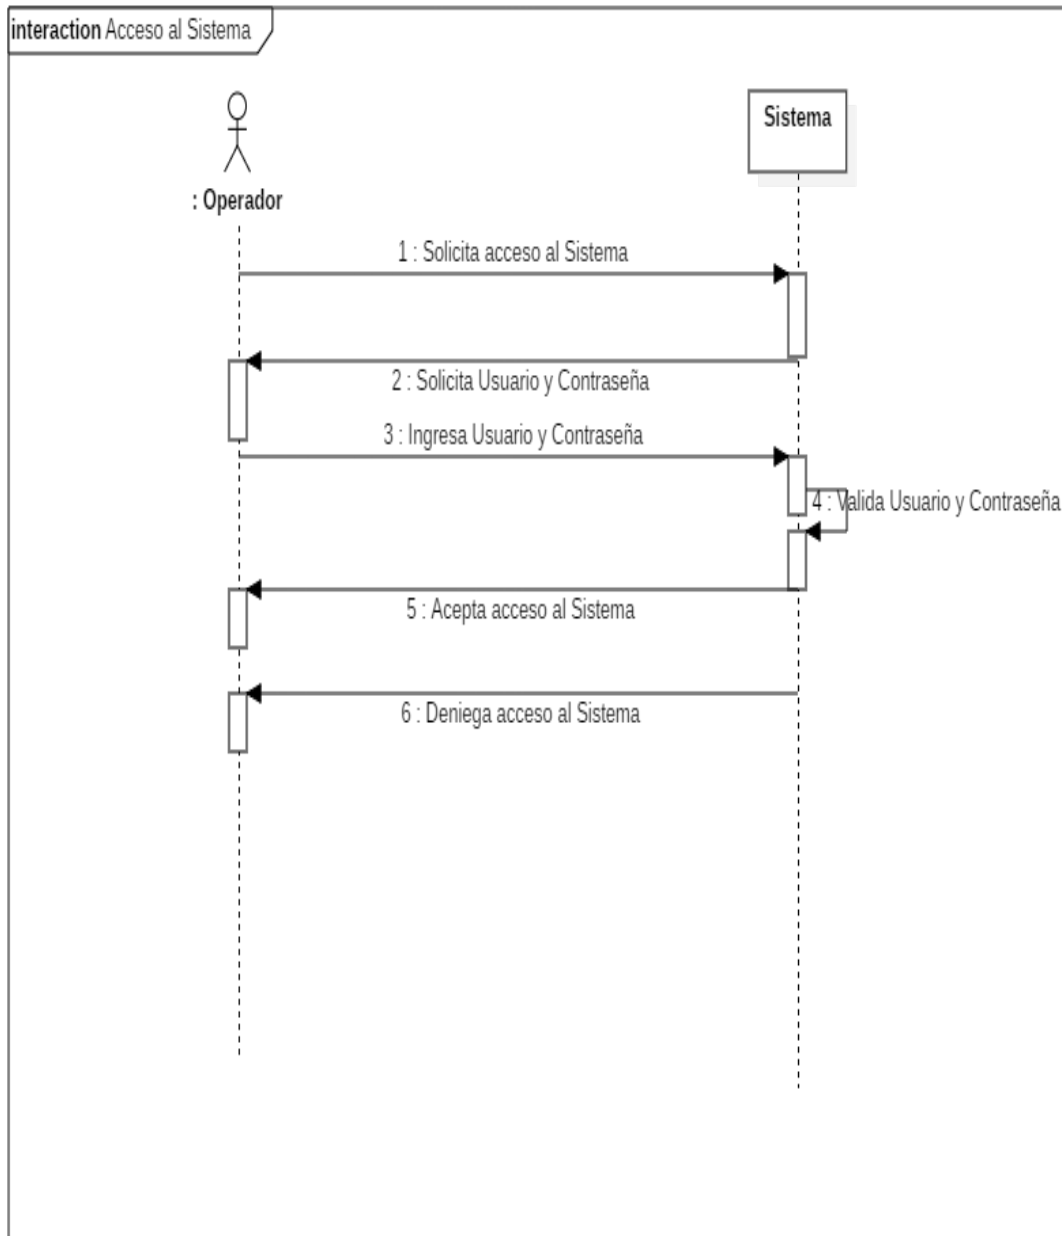 interaction Acceso al Sistema
Sistema
: Operador
1 : Solicita acceso al Sistema
2 : Solicita Usuario y Contraseña
3 : Ingresa Usuario y Contraseña
4 : Valida Usuario y Contraseña
5 : Acepta acceso al Sistema
6 : Deniega acceso al Sistema